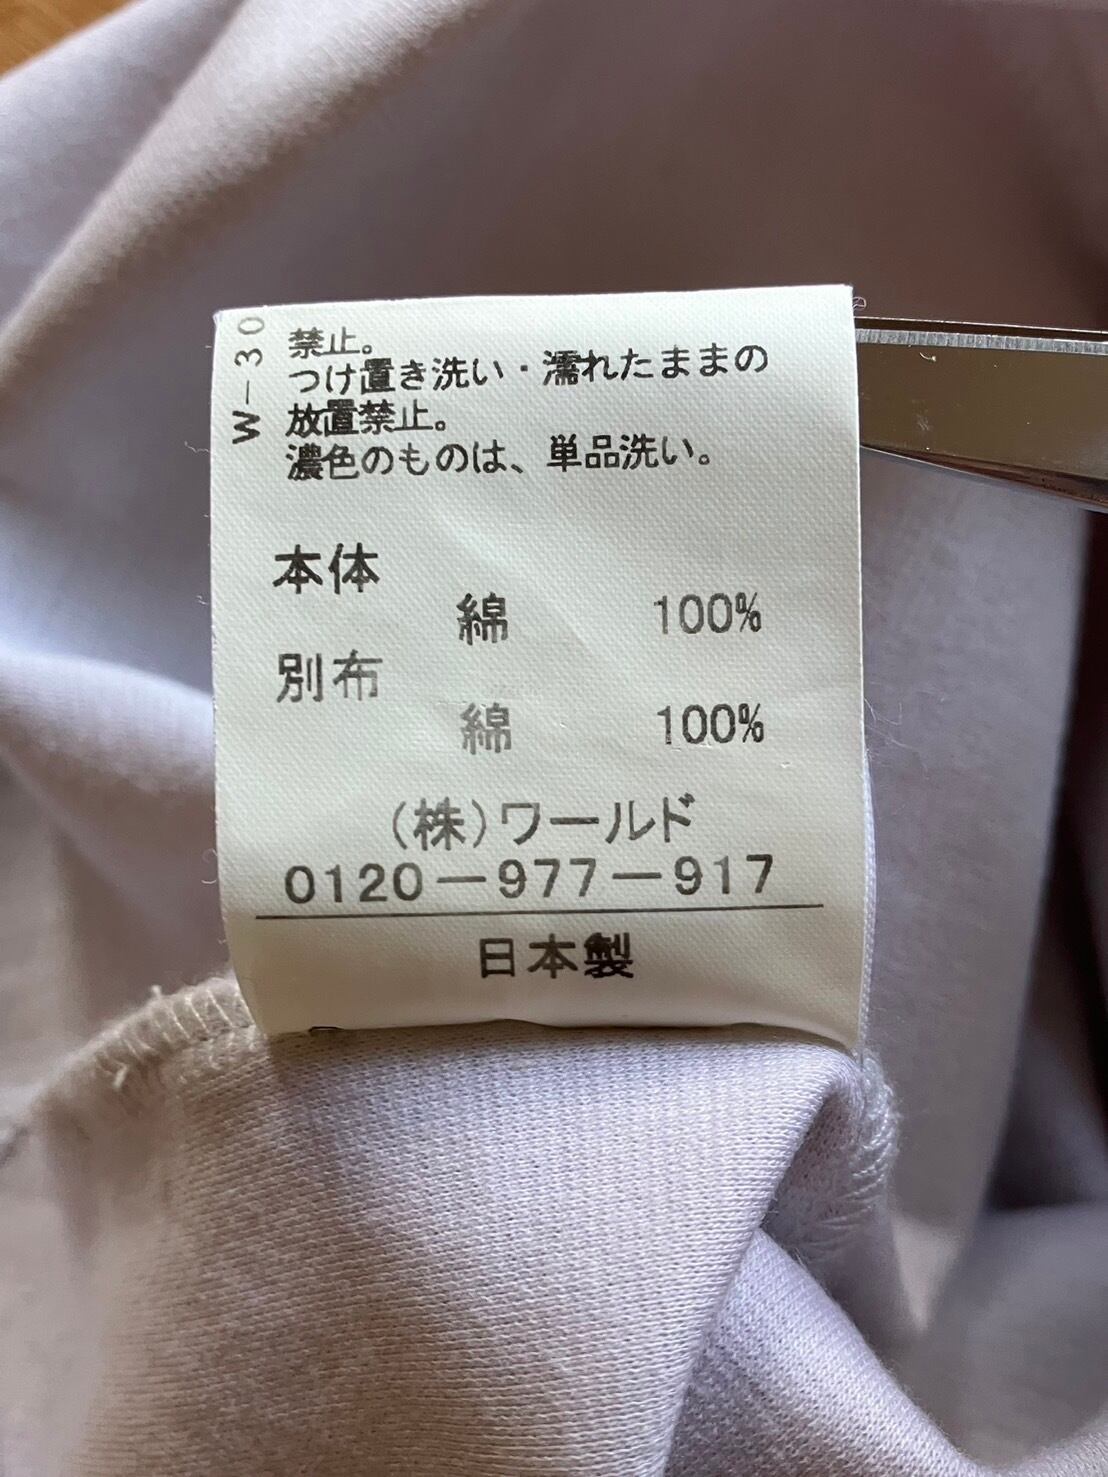 W-30
禁止。
つけ置き洗い・濡れたままの
放置禁止。
濃色のものは、単品洗い。
本体
綿 100%
別布
綿 100%
(株)ワールド
0120-977-917
日本製